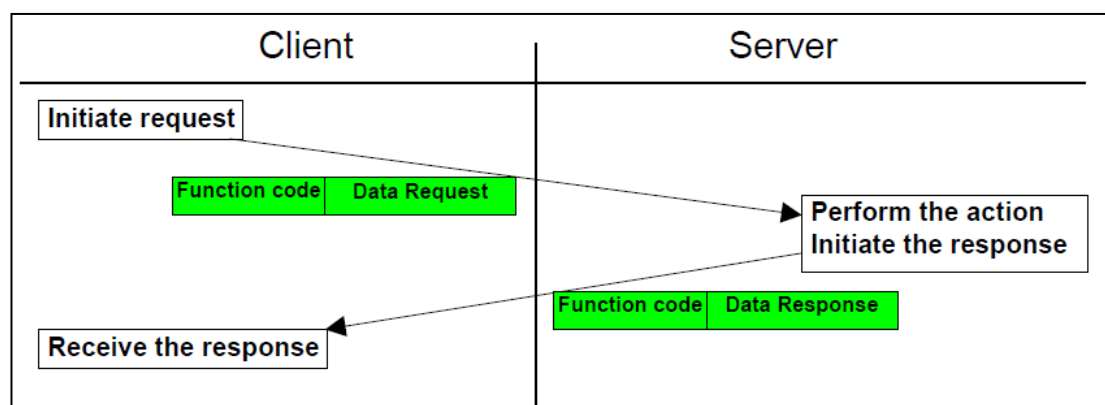 Client
Server
Initiate request
Function code
Data Request
Perform the action
Initiate the response
Function code
Data Response
Receive the response